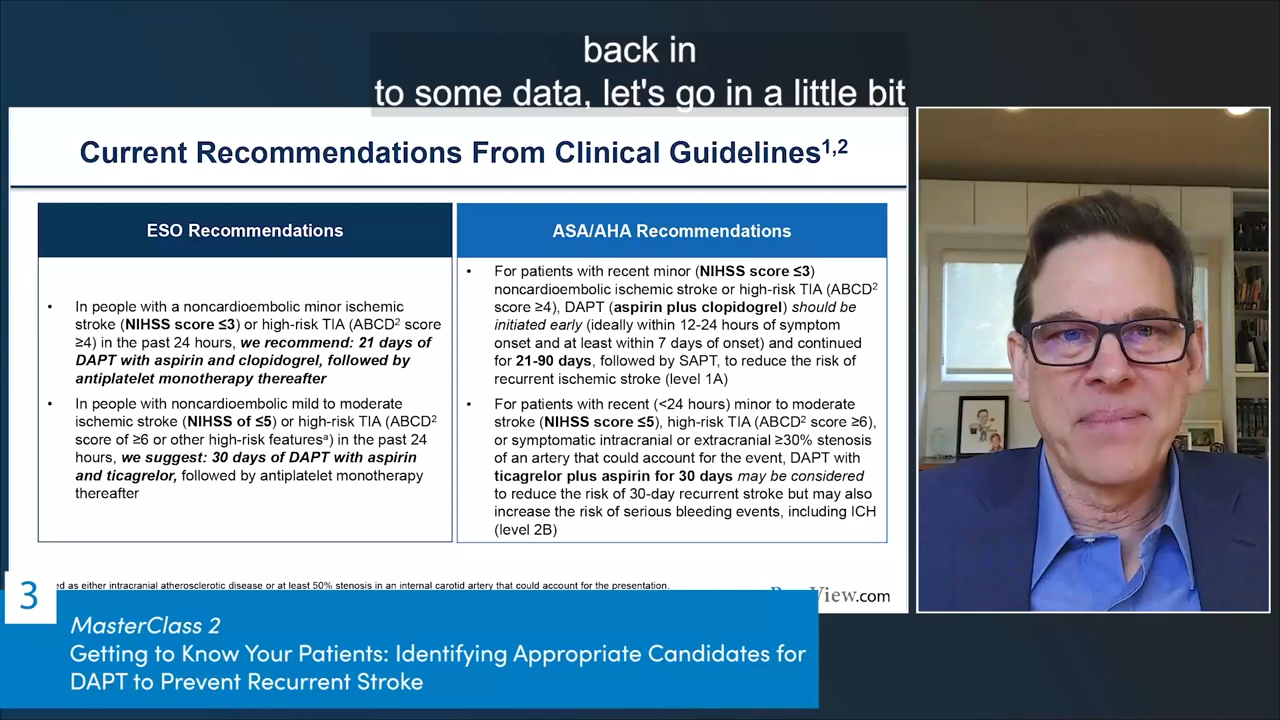 back in
to some data, let's go in a little bit
Current Recommendations From Clinical Guidelines1,2
ESO Recommendations
• In people with a noncardioembolic minor ischemic
stroke (NIHSS score ≤3) or high-risk TIA (ABCD2 score
≥4) in the past 24 hours, we recommend: 21 days of
DAPT with aspirin and clopidogrel, followed by
antiplatelet monotherapy thereafter
• In people with noncardioembolic mild to moderate
ischemic stroke (NIHSS of ≤5) or high-risk TIA (ABCD2
score of ≥6 or other high-risk featuresa) in the past 24
hours, we suggest: 30 days of DAPT with aspirin
and ticagrelor, followed by antiplatelet monotherapy
thereafter
ASA/AHA Recommendations
• For patients with recent minor (NIHSS score ≤3)
noncardioembolic ischemic stroke or high-risk TIA (ABCD2
score ≥4), DAPT (aspirin plus clopidogrel) should be
initiated early (ideally within 12-24 hours of symptom
onset and at least within 7 days of onset) and continued
for 21-90 days, followed by SAPT, to reduce the risk of
recurrent ischemic stroke (level 1A)
• For patients with recent (<24 hours) minor to moderate
stroke (NIHSS score ≤5), high-risk TIA (ABCD2 score ≥6),
or symptomatic intracranial or extracranial ≥30% stenosis
of an artery that could account for the event, DAPT with
ticagrelor plus aspirin for 30 days may be considered
to reduce the risk of 30-day recurrent stroke but may also
increase the risk of serious bleeding events, including ICH
(level 2B)
as either intracranial atherosclerotic disease or at least 50% stenosis in an internal carotid artery that could account for the presentation.
View.com
3
MasterClass 2
Getting to Know Your Patients: Identifying Appropriate Candidates for
DAPT to Prevent Recurrent Stroke